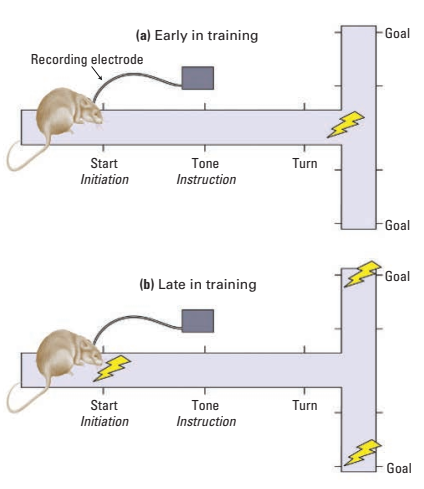 (a) Early in training
Goal
Recording electrode
Start
Initiation
Tone
Instruction
Turn
Goal
(b) Late in training
Goal
Start
Initiation
Tone
Instruction
Turn
Goal